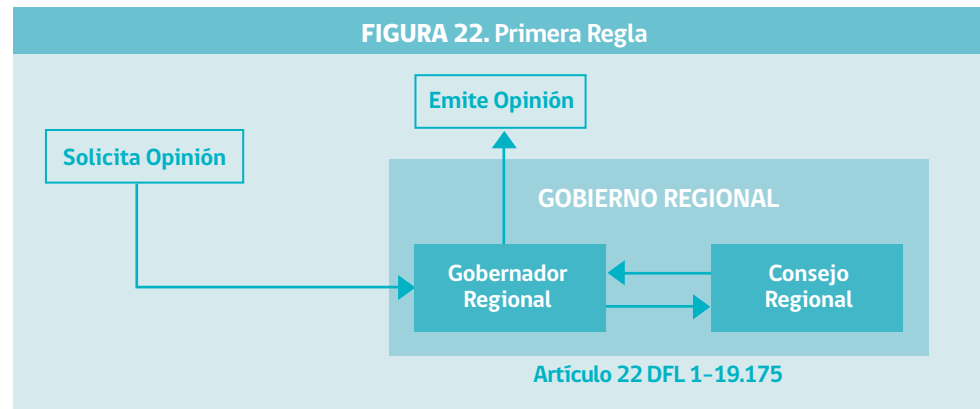 FIGURA 22. Primera Regla
Emite Opinión
Solicita Opinión
GOBIERNO REGIONAL
Gobernador
Regional
Consejo
Regional
Artículo 22 DFL 1–19.175